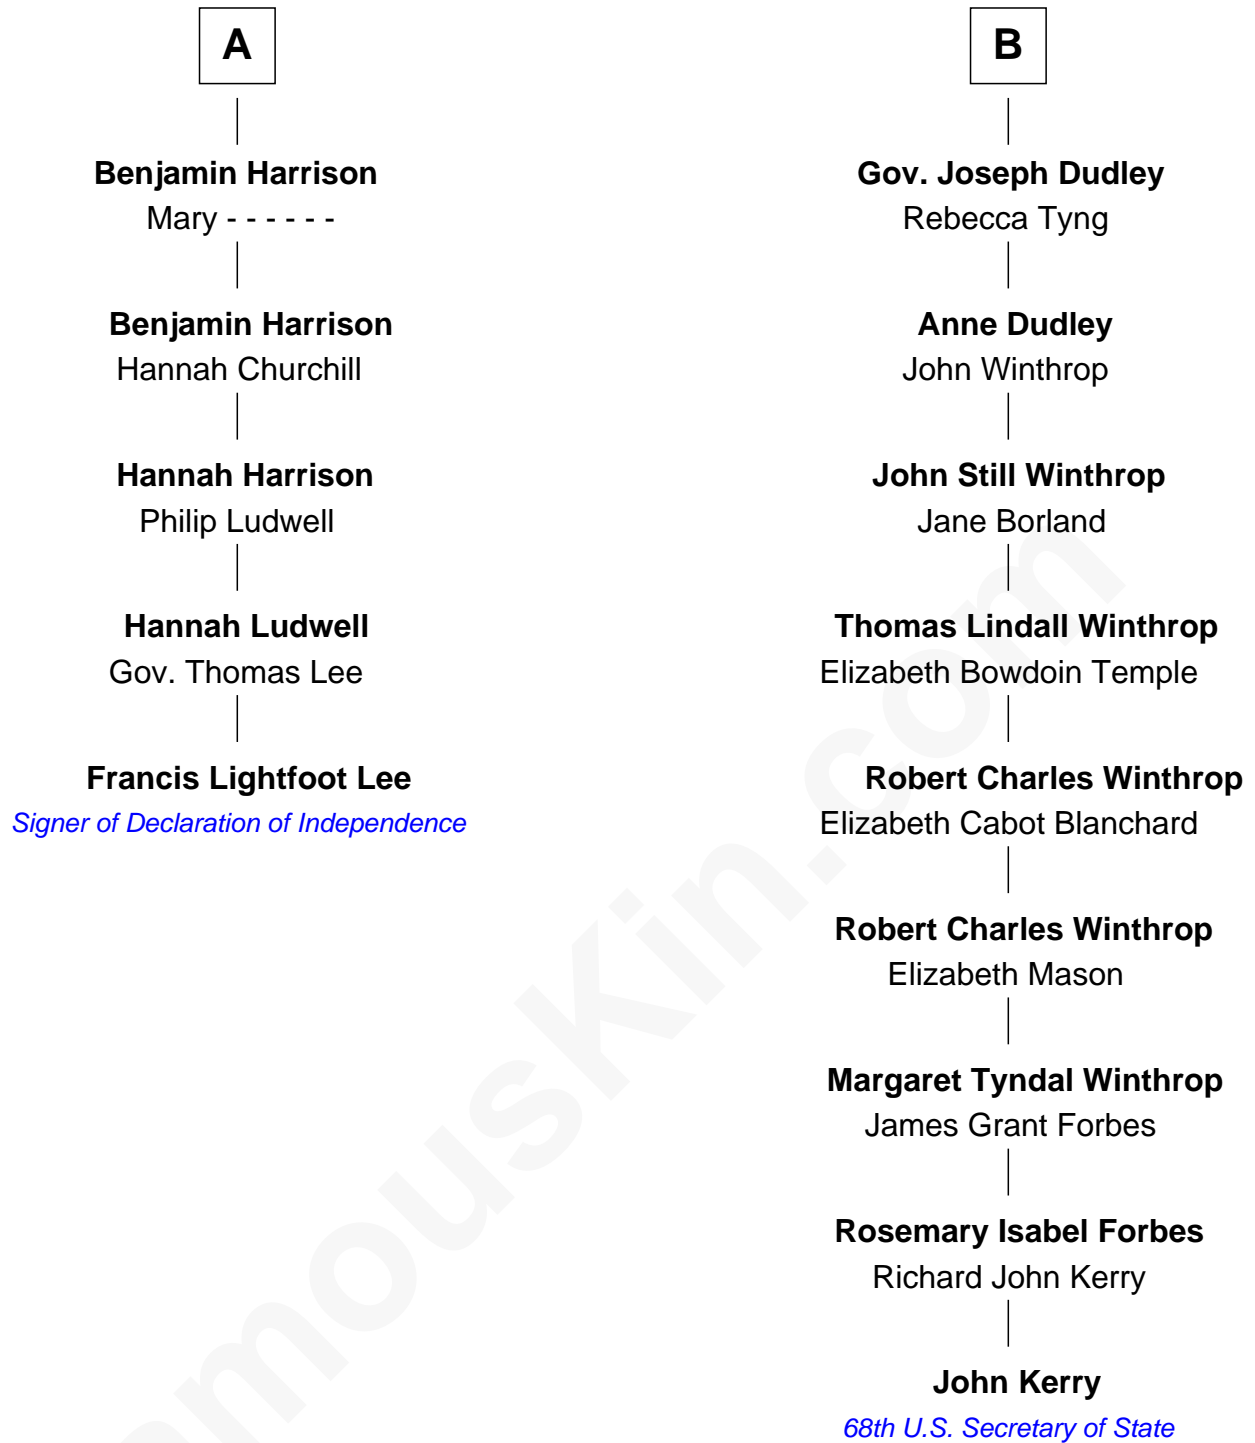 A
Benjamin Harrison
Mary - - - - - -
Benjamin Harrison
Hannah Churchill
Hannah Harrison
Philip Ludwell
Hannah Ludwell
Gov. Thomas Lee
Francis Lightfoot Lee
Signer of Declaration of Independence
B
Gov. Joseph Dudley
Rebecca Tyng
Anne Dudley
John Winthrop
John Still Winthrop
Jane Borland
Thomas Lindall Winthrop
Elizabeth Bowdoin Temple
Robert Charles Winthrop
Elizabeth Cabot Blanchard
Robert Charles Winthrop
Elizabeth Mason
Margaret Tyndal Winthrop
James Grant Forbes
Rosemary Isabel Forbes
Richard John Kerry
John Kerry
68th U.S. Secretary of State
amouskin.com